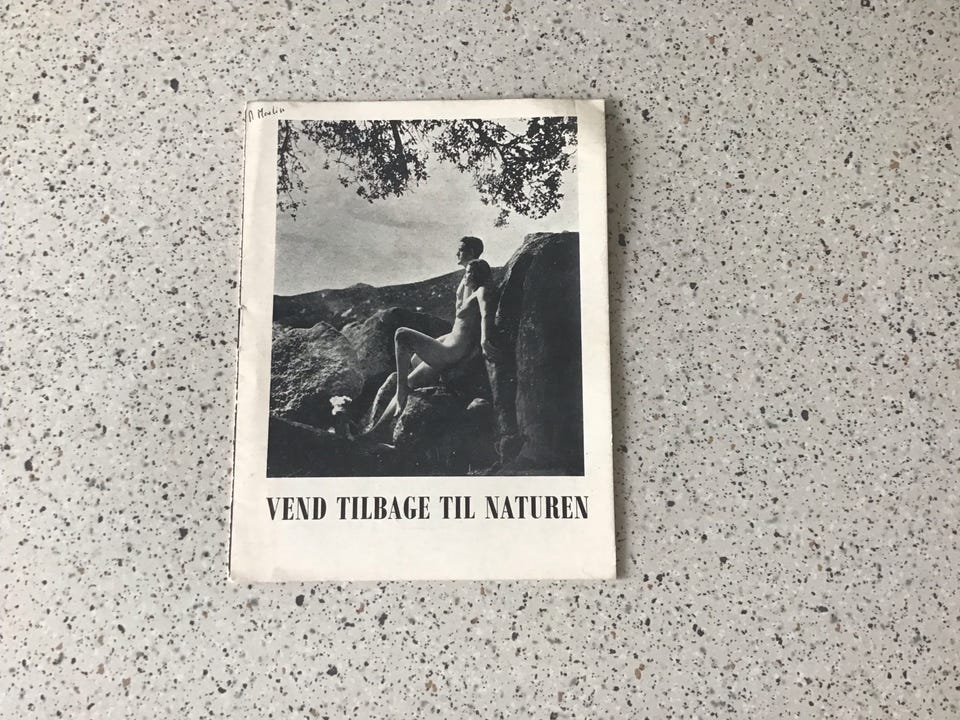 VEND TILBAGE TIL NATUREN